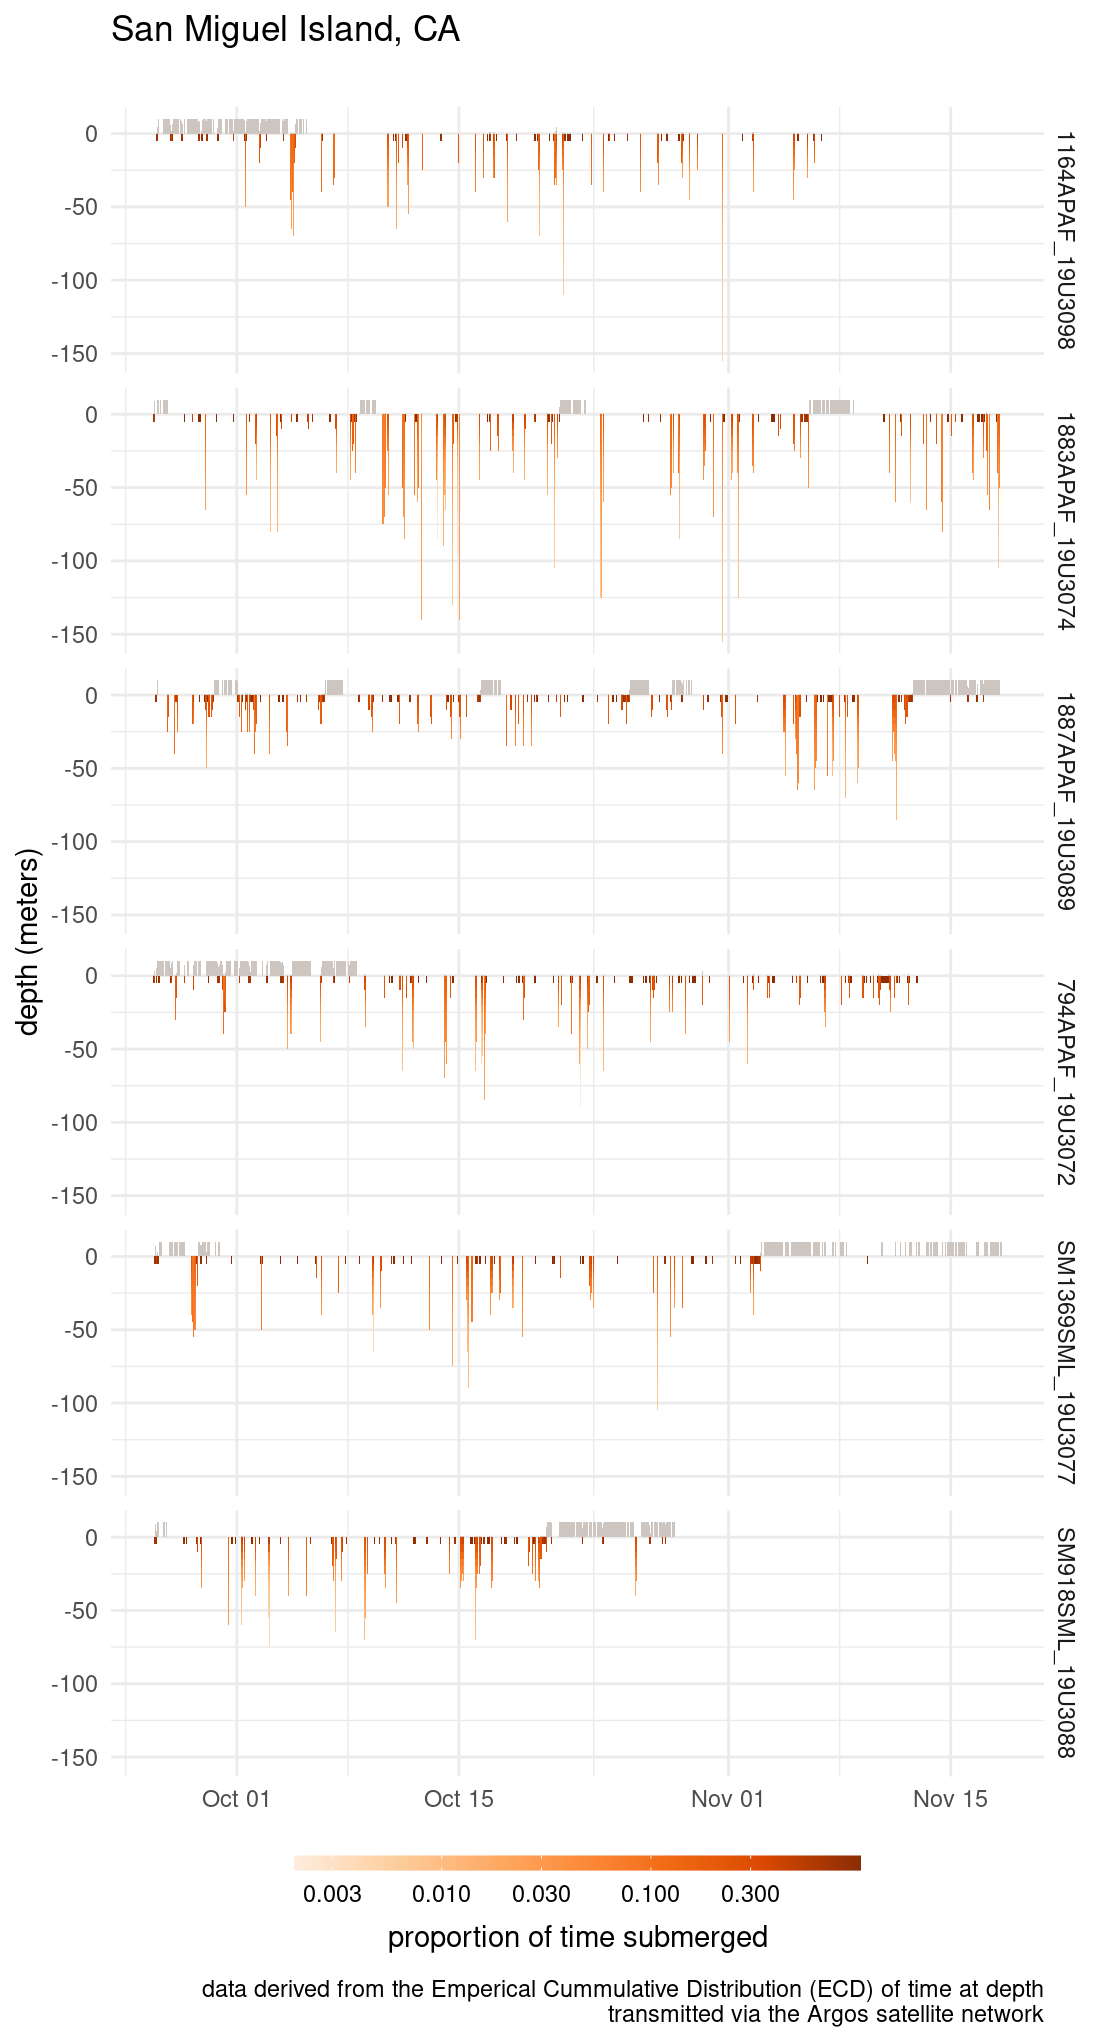 San Miguel Island, CA
0
-50
-100
-150
1164APAF_19U3098
0
-50
-100
-150
1883APAF_19U3074
0
-50
-100
-150
1887APAF_19U3089
depth (meters)
0
-50
-100
-150
794APAF_19U3072
0
-50
-100
-150
SM1369SML_19U3077
0
-50
-100
-150
SM918SML_19U3088
Oct 01 Oct 15 Nov 01 Nov 15
0.003 0.010 0.030 0.100 0.300
proportion of time submerged
data derived from the Emperical Cummulative Distribution (ECD) of time at depth
transmitted via the Argos satellite network